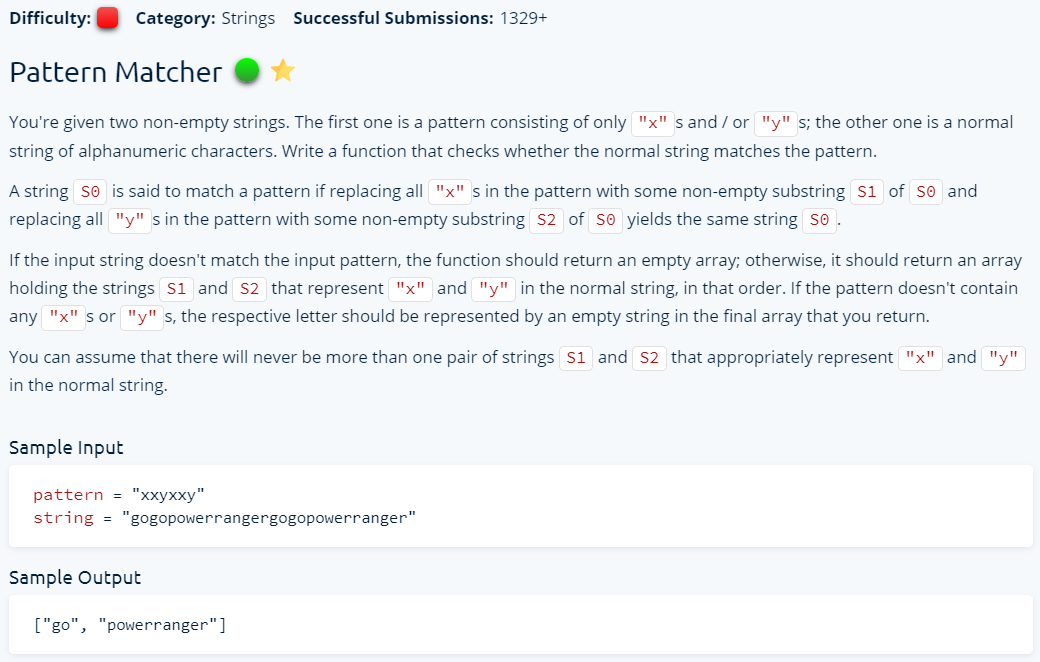 Difficulty: Category: Strings Successful Submissions: 1329+
Pattern Matcher
You're given two non-empty strings. The first one is a pattern consisting of only "x"s and / or "y"s; the other one is a normal
string of alphanumeric characters. Write a function that checks whether the normal string matches the pattern.
A string S0 is said to match a pattern if replacing all "x"s in the pattern with some non-empty substring S1 of S0 and
replacing all "y"s in the pattern with some non-empty substring S2 of S0 yields the same string S0.
If the input string doesn't match the input pattern, the function should return an empty array; otherwise, it should return an array
holding the strings S1 and S2 that represent "x" and "y" in the normal string, in that order. If the pattern doesn't contain
any "x"s or "y"s, the respective letter should be represented by an empty string in the final array that you return.
You can assume that there will never be more than one pair of strings S1 and S2 that appropriately represent "x" and "y"
in the normal string.
Sample Input
pattern = "xxyxxy"
string = "gogopowerrangergogopowerranger"
Sample Output
["go", "powerranger"]